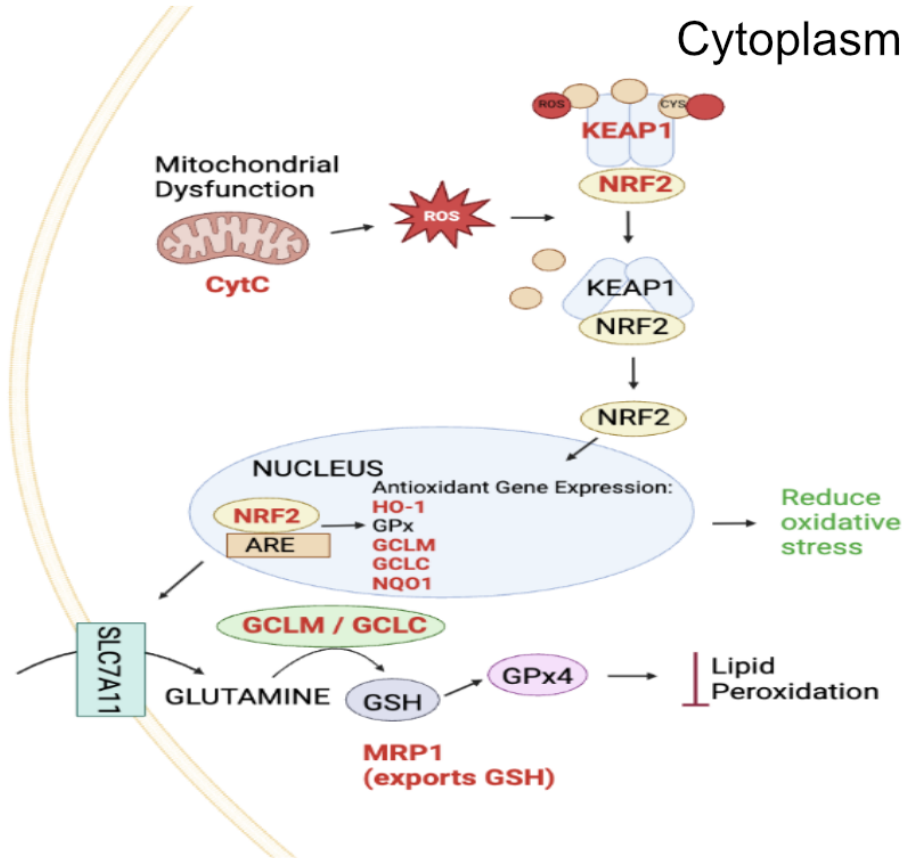 Cytoplasm
ROS
CYS
KEAP1
NRF2
Mitochondrial
Dysfunction
ROS
CytC
KEAP1
NRF2
NRF2
NUCLEUS
Antioxidant Gene Expression:
HO-1
GPx
GCLM
GCLC
NQO1
NRF2
ARE
Reduce
oxidative
stress
GCLM / GCLC
SLC7A11
GLUTAMINE
GSH
GPx4
Lipid
Peroxidation
MRP1
(exports GSH)